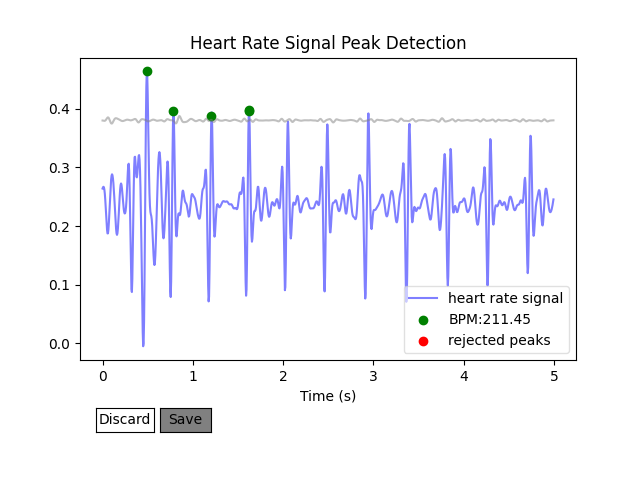 Heart Rate Signal Peak Detection
0.4
0.3
0.2
0.1
0.0
heart rate signal
BPM:211.45
rejected peaks
0 1 2 3 4 5
Time (s)
Discard Save